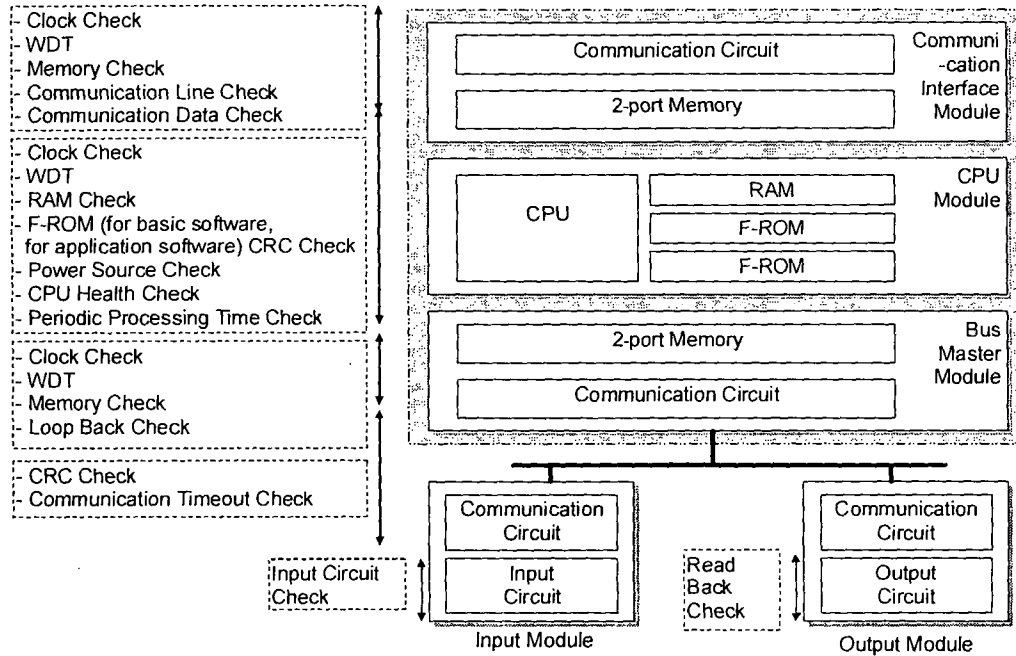 - Clock Check
- WDT
- Memory Check
- Communication Line Check
- Communication Data Check
- Clock Check
- WDT
- RAM Check
- F-ROM (for basic software,
for application software) CRC Check
- Power Source Check
- CPU Health Check
- Periodic Processing Time Check
- Clock Check
- WDT
- Memory Check
- Loop Back Check
- CRC Check
- Communication Timeout Check
Communication Circuit
2-port Memory
Communi
-cation
Interface
Module
CPU
RAM
F-ROM
F-ROM
CPU
Module
2-port Memory
Communication Circuit
Bus
Master
Module
Input Circuit
Check
Communication
Circuit
Input
Circuit
Input Module
Read
Back
Check
Communication
Circuit
Output
Circuit
Output Module